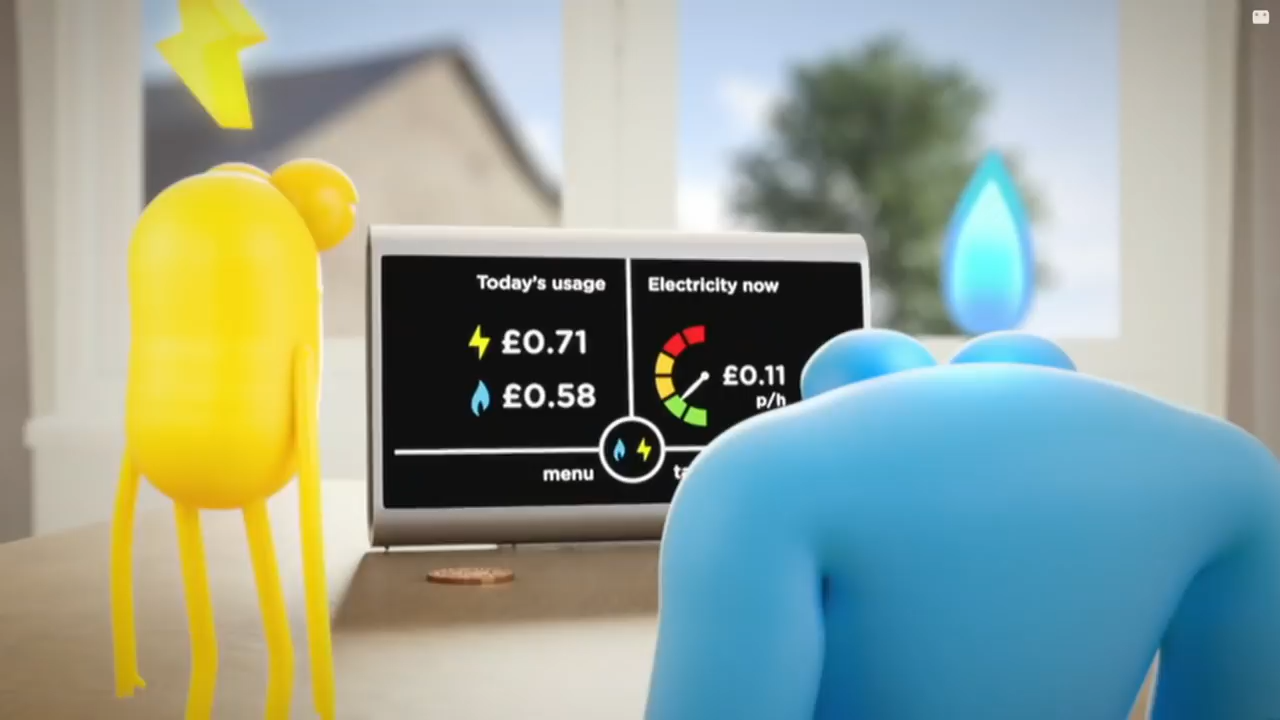 Today's usage
£0.71
£0.58
Electricity now
£0.11
p/h
menu